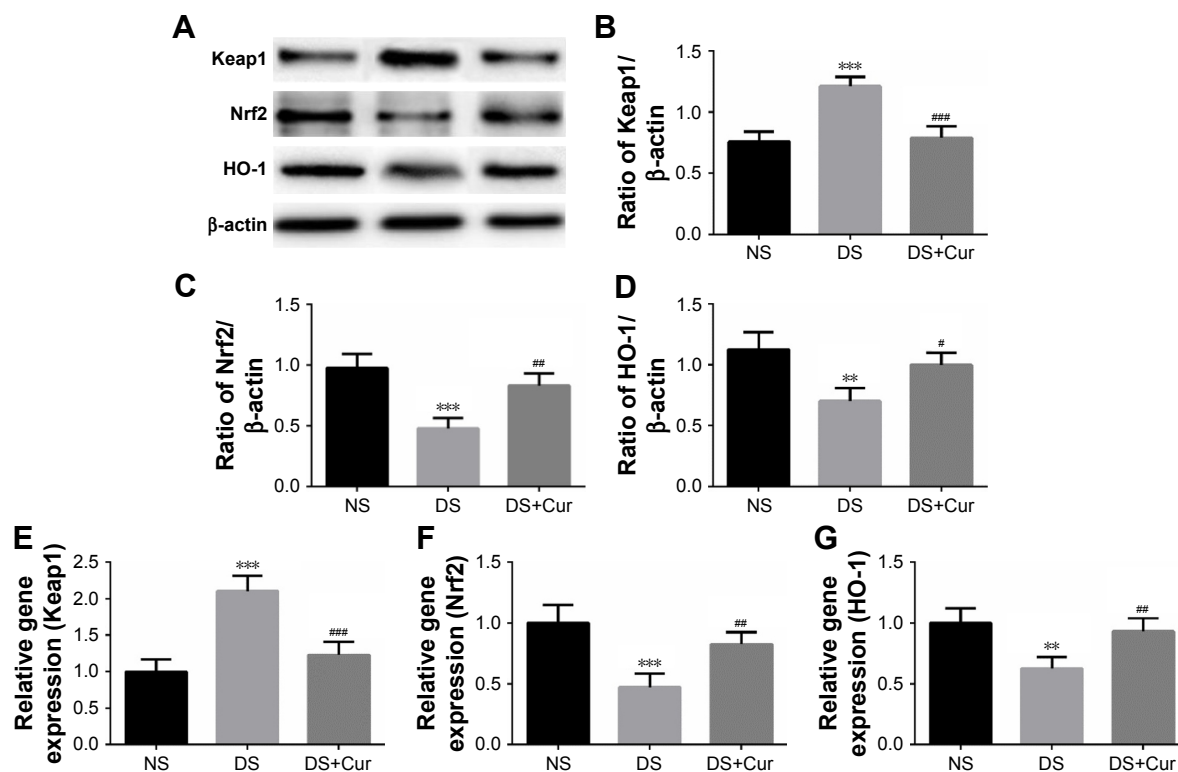 A
Keap1
Nrf2
HO-1
β-actin
B
Ratio of Keap1/
β-actin
1.5
1.0
0.5
0.0
***
###
NS
DS
DS+Cur
C
Ratio of Nrf2/
β-actin
1.5
1.0
0.5
0.0
***
##
NS
DS
DS+Cur
D
Ratio of HO-1/
β-actin
1.5
1.0
0.5
0.0
**
#
NS
DS
DS+Cur
E
Relative gene
expression (Keap1)
2.5
2.0
1.5
1.0
0.5
0.0
***
###
NS
DS
DS+Cur
F
Relative gene
expression (Nrf2)
1.5
1.0
0.5
0.0
***
##
NS
DS
DS+Cur
G
Relative gene
expression (HO-1)
1.5
1.0
0.5
0.0
**
##
NS
DS
DS+Cur